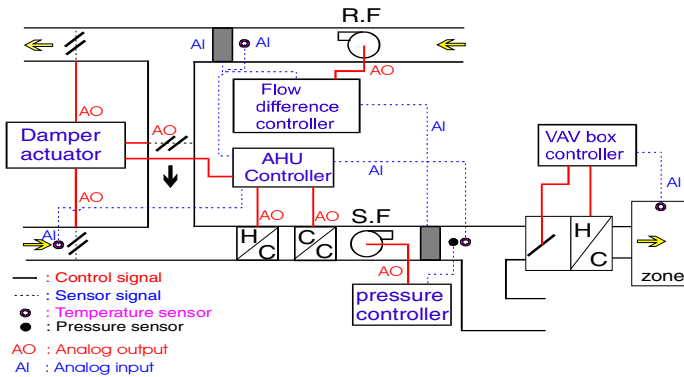 R.F
AI
AI
AO
AO
Flow
difference
controller
AO
Damper
actuator
AI
VAV box
controller
AHU
Controller
AI
AI
AO
AI
AO
AO
S.F
H
C
C
C
AO
H
C
zone
pressure
controller
: Control signal
: Sensor signal
: Temperature sensor
: Pressure sensor
AO : Analog output
AI : Analog input